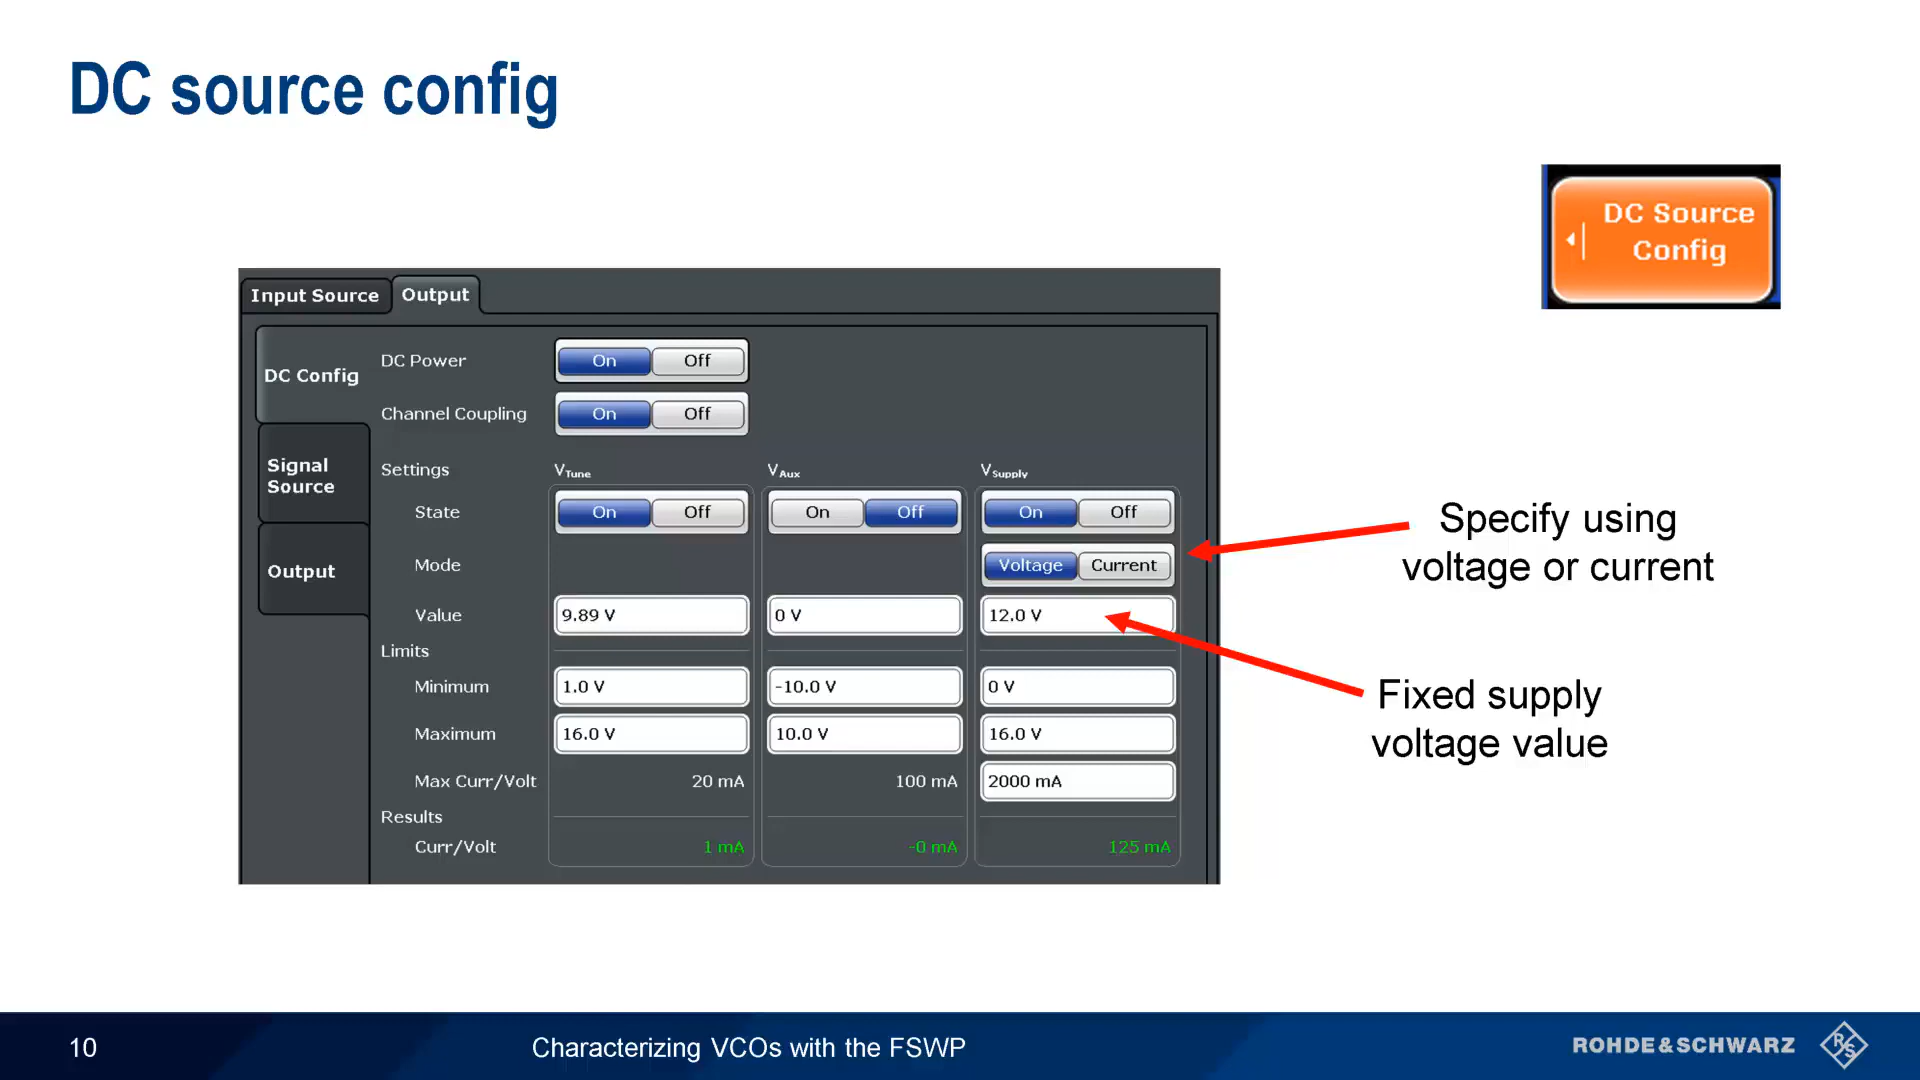 DC source config
DC Source
Config
Input Source
Output
DC Config
Signal
Source
Output
DC Power
On
Off
Channel Coupling
On
Off
Settings
VTune
VAux
VSupply
State
On
Off
On
Off
On
Off
Mode
Voltage
Current
Value
9.89 V
0 V
12.0 V
Limits
Minimum
1.0 V
-10.0 V
0 V
Maximum
16.0 V
10.0 V
16.0 V
Max Curr/Volt
20 mA
100 mA
2000 mA
Results
Curr/Volt
1 mA
-0 mA
125 mA
Specify using
voltage or current
Fixed supply
voltage value
10
Characterizing VCOs with the FSWP
ROHDE&SCHWARZ
R&S